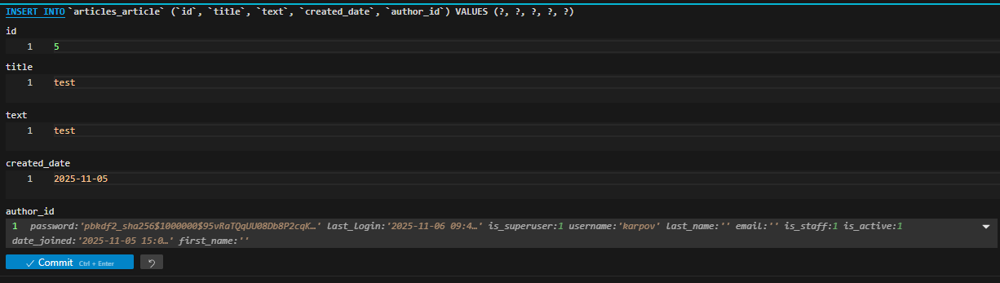 INSERT INTO `articles_article` (`id`, `title`, `text`, `created_date`, `author_id`) VALUES (?, ?, ?, ?, ?)
id
1 5
title
1 test
text
1 test
created_date
1 2025-11-05
author_id
1 password:'pbkdf2_sha256$1000000$95vRaTQqUU08Db8P2cqK…' last_login:'2025-11-06 09:4…' is_superuser:1 username:'karpov' last_name:'' email:'' is_staff:1 is_active:1
date_joined:'2025-11-05 15:0…' first_name:''
Commit Ctrl + Enter